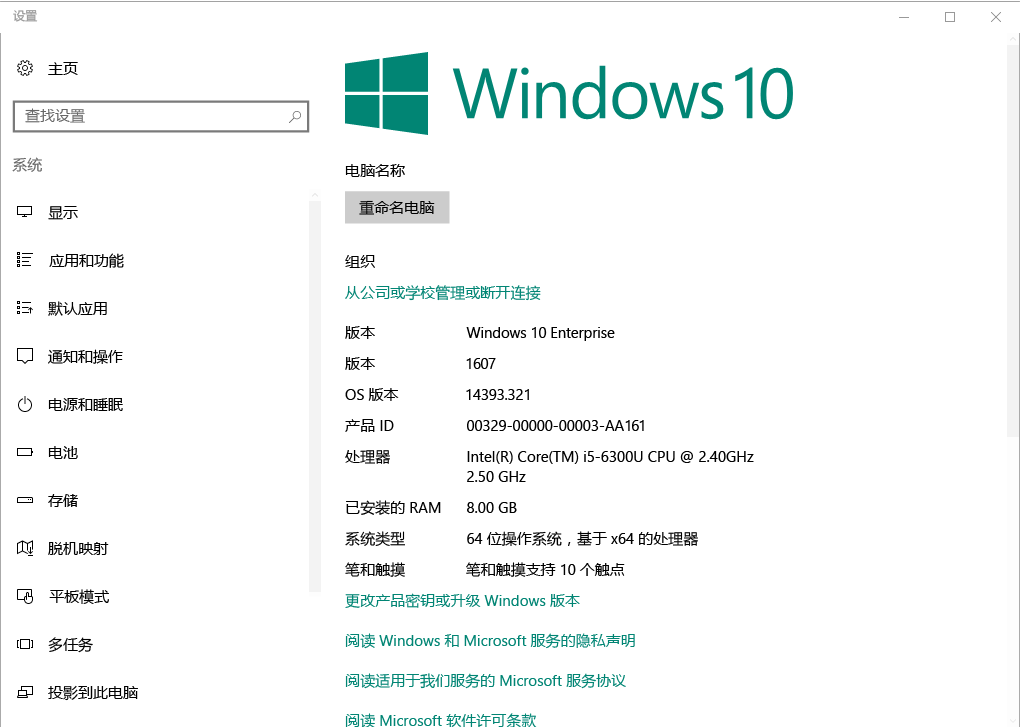 设置
主页
查找设置
系统
显示
应用和功能
默认应用
通知和操作
电源和睡眠
电池
存储
脱机映射
平板模式
多任务
投影到此电脑
Windows 10
电脑名称
重命名电脑
组织
从公司或学校管理或断开连接
版本 Windows 10 Enterprise
版本 1607
OS 版本 14393.321
产品 ID 00329-00000-00003-AA161
处理器 Intel(R) Core(TM) i5-6300U CPU @ 2.40GHz
2.50 GHz
已安装的 RAM 8.00 GB
系统类型 64 位操作系统，基于 x64 的处理器
笔和触摸 笔和触摸支持 10 个触点
更改产品密钥或升级 Windows 版本
阅读 Windows 和 Microsoft 服务的隐私声明
阅读适用于我们服务的 Microsoft 服务协议
阅读 Microsoft 软件许可条款